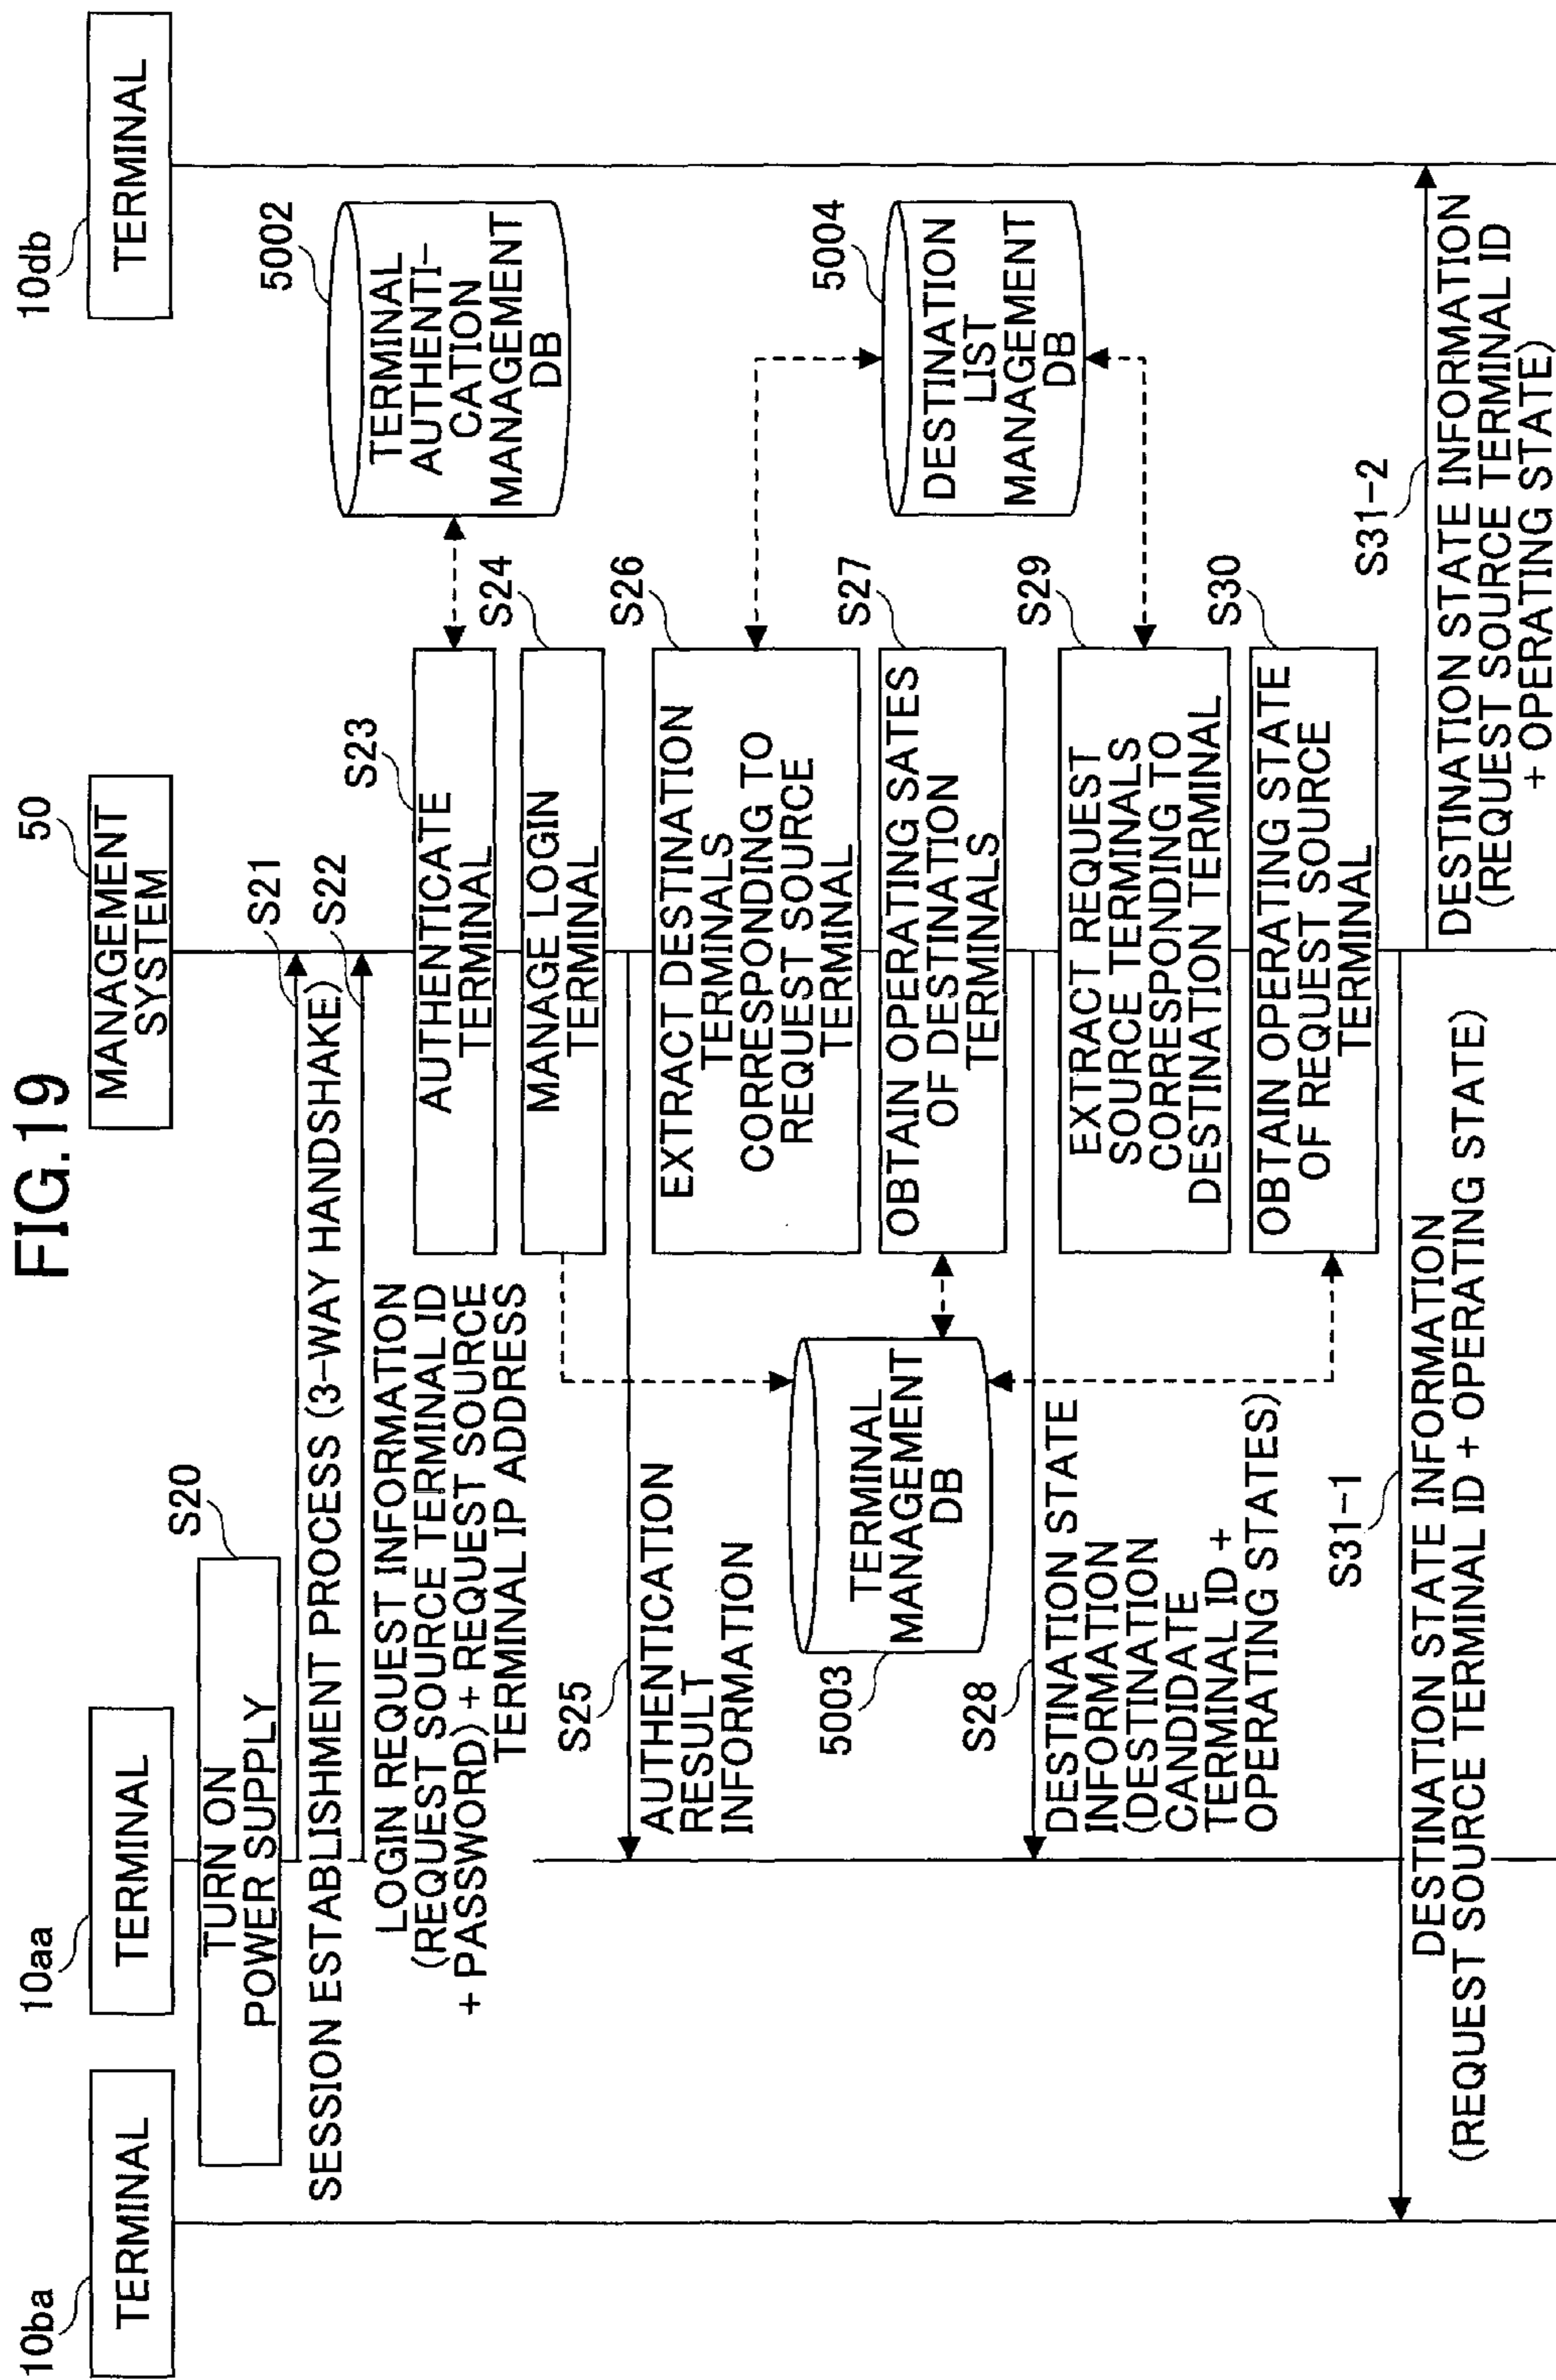 FIG.19
10ba
TERMINAL
10aa
TERMINAL
50
MANAGEMENT
SYSTEM
10db
TERMINAL
S20
TURN ON
POWER SUPPLY
S21
SESSION ESTABLISHMENT PROCESS (3-WAY HANDSHAKE)
S22
LOGIN REQUEST INFORMATION
(REQUEST SOURCE TERMINAL ID
+ PASSWORD) + REQUEST SOURCE
TERMINAL IP ADDRESS
S23
AUTHENTICATE
TERMINAL
5002
TERMINAL
AUTHENTI-
CATION
MANAGEMENT
DB
S24
MANAGE LOGIN
TERMINAL
S25
AUTHENTICATION
RESULT
INFORMATION
S26
EXTRACT DESTINATION
TERMINALS
CORRESPONDING TO
REQUEST SOURCE
TERMINAL
5003
TERMINAL
MANAGEMENT
DB
S27
OBTAIN OPERATING SATES
OF DESTINATION
TERMINALS
5004
DESTINATION
LIST
MANAGEMENT
DB
S28
DESTINATION STATE
INFORMATION
(DESTINATION
CANDIDATE
TERMINAL ID +
OPERATING STATES)
S29
EXTRACT REQUEST
SOURCE TERMINALS
CORRESPONDING TO
DESTINATION TERMINAL
S30
OBTAIN OPERATING STATE
OF REQUEST SOURCE
TERMINAL
S31-1
DESTINATION STATE INFORMATION
(REQUEST SOURCE TERMINAL ID + OPERATING STATE)
S31-2
DESTINATION STATE INFORMATION
(REQUEST SOURCE TERMINAL ID
+ OPERATING STATE)